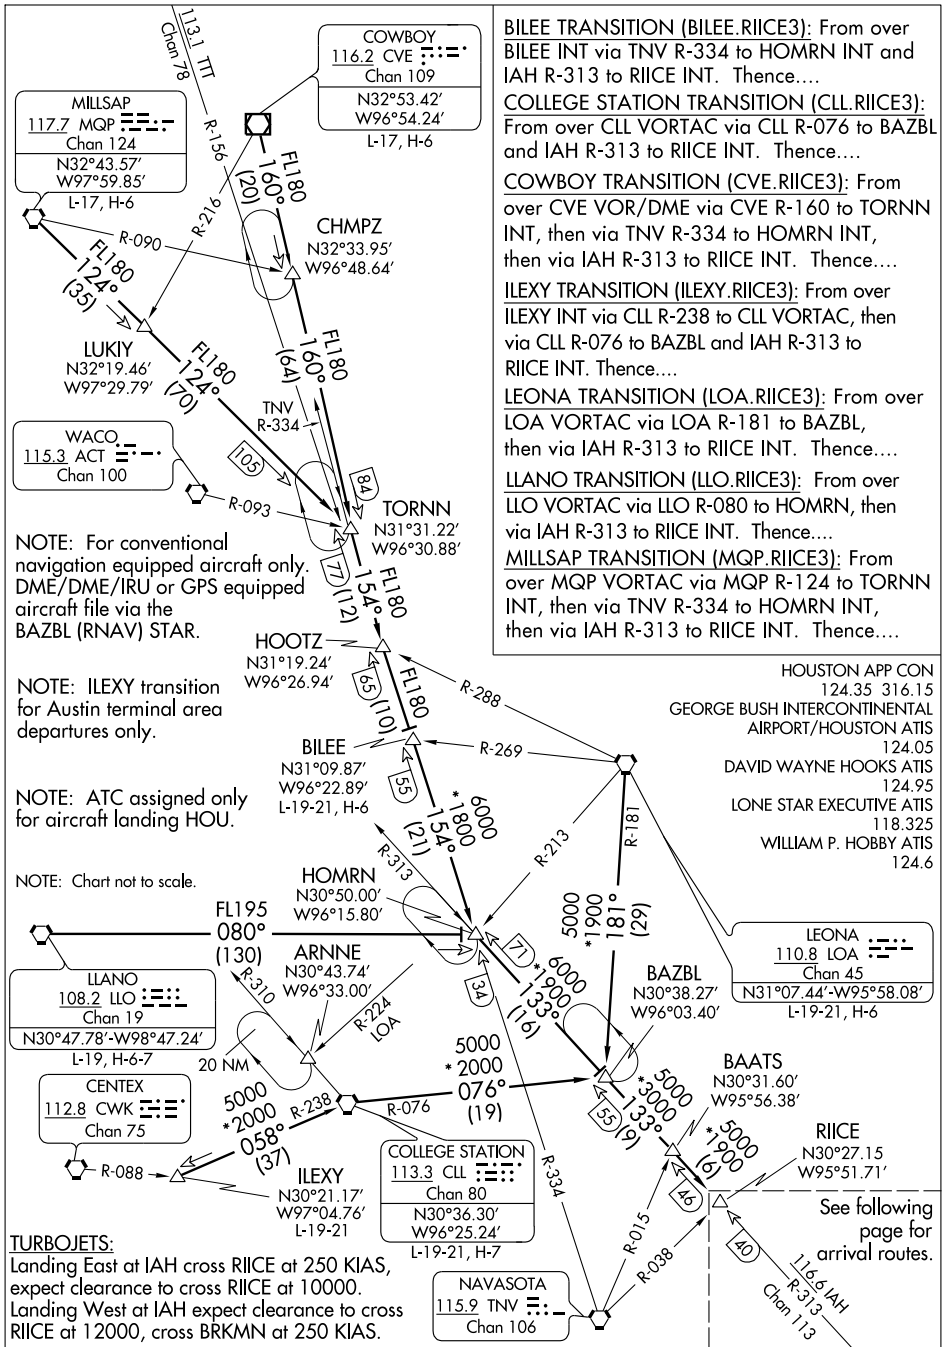 113.1 TTT
Chan 78
R-156
COWBOY
116.2 CVE
Chan 109
N32°53.42'
W96°54.24'
L-17, H-6
MILLSAP
117.7 MQP
Chan 124
N32°43.57'
W97°59.85'
L-17, H-6
R-216
FL180
160°
(20)
CHMPZ
N32°33.95'
W96°48.64'
R-090
FL180
124°
(35)
LUKIY
N32°19.46'
W97°29.79'
FL180
124°
(70)
(64)
FL180
160°
TNV
R-334
WACO
115.3 ACT
Chan 100
R-093
105
84
TORNN
N31°31.22'
W96°30.88'
NOTE: For conventional
navigation equipped aircraft only.
DME/DME/IRU or GPS equipped
aircraft file via the
BAZBL (RNAV) STAR.
77
FL180
154°
(12)
HOOTZ
N31°19.24'
W96°26.94'
65
FL180
(10)
R-288
NOTE: ILEXY transition
for Austin terminal area
departures only.
BILEE
N31°09.87'
W96°22.89'
L-19-21, H-6
R-269
55
NOTE: ATC assigned only
for aircraft landing HOU.
6000
*1800
154°
(21)
R-313
R-213
R-181
NOTE: Chart not to scale.
HOMRN
N30°50.00'
W96°15.80'
5000
*1900
181°
(29)
FL195
080°
(130)
LLANO
108.2 LLO
Chan 19
N30°47.78'-W98°47.24'
L-19, H-6-7
ARNNE
N30°43.74'
W96°33.00'
R-310
R-224
LOA
20 NM
71
34
6000
*1900
133°
(16)
BAZBL
N30°38.27'
W96°03.40'
LEONA
110.8 LOA
Chan 45
N31°07.44'-W95°58.08'
L-19-21, H-6
CENTEX
112.8 CWK
Chan 75
R-088
5000
*2000
058°
(37)
R-238
R-076
5000
*2000
076°
(19)
ILEXY
N30°21.17'
W97°04.76'
L-19-21
COLLEGE STATION
113.3 CLL
Chan 80
N30°36.30'
W96°25.24'
L-19-21, H-7
55
5000
*3000
133°
(9)
BAATS
N30°31.60'
W95°56.38'
5000
*1900
(6)
46
RIICE
N30°27.15
W95°51.71'
R-334
R-015
R-038
See following
page for
arrival routes.
40
116.6 IAH
R-313
Chan 113
NAVASOTA
115.9 TNV
Chan 106
TURBOJETS:
Landing East at IAH cross RIICE at 250 KIAS,
expect clearance to cross RIICE at 10000.
Landing West at IAH expect clearance to cross
RIICE at 12000, cross BRKMN at 250 KIAS.
BILEE TRANSITION (BILEE.RIICE3): From over
BILEE INT via TNV R-334 to HOMRN INT and
IAH R-313 to RIICE INT. Thence....
COLLEGE STATION TRANSITION (CLL.RIICE3):
From over CLL VORTAC via CLL R-076 to BAZBL
and IAH R-313 to RIICE INT. Thence....
COWBOY TRANSITION (CVE.RIICE3): From
over CVE VOR/DME via CVE R-160 to TORNN
INT, then via TNV R-334 to HOMRN INT,
then via IAH R-313 to RIICE INT. Thence....
ILEXY TRANSITION (ILEXY.RIICE3): From over
ILEXY INT via CLL R-238 to CLL VORTAC, then
via CLL R-076 to BAZBL and IAH R-313 to
RIICE INT. Thence....
LEONA TRANSITION (LOA.RIICE3): From over
LOA VORTAC via LOA R-181 to BAZBL,
then via IAH R-313 to RIICE INT. Thence....
LLANO TRANSITION (LLO.RIICE3): From over
LLO VORTAC via LLO R-080 to HOMRN, then
via IAH R-313 to RIICE INT. Thence....
MILLSAP TRANSITION (MQP.RIICE3): From
over MQP VORTAC via MQP R-124 to TORNN
INT, then via TNV R-334 to HOMRN INT,
then via IAH R-313 to RIICE INT. Thence....
HOUSTON APP CON
124.35 316.15
GEORGE BUSH INTERCONTINENTAL
AIRPORT/HOUSTON ATIS
124.05
DAVID WAYNE HOOKS ATIS
124.95
LONE STAR EXECUTIVE ATIS
118.325
WILLIAM P. HOBBY ATIS
124.6